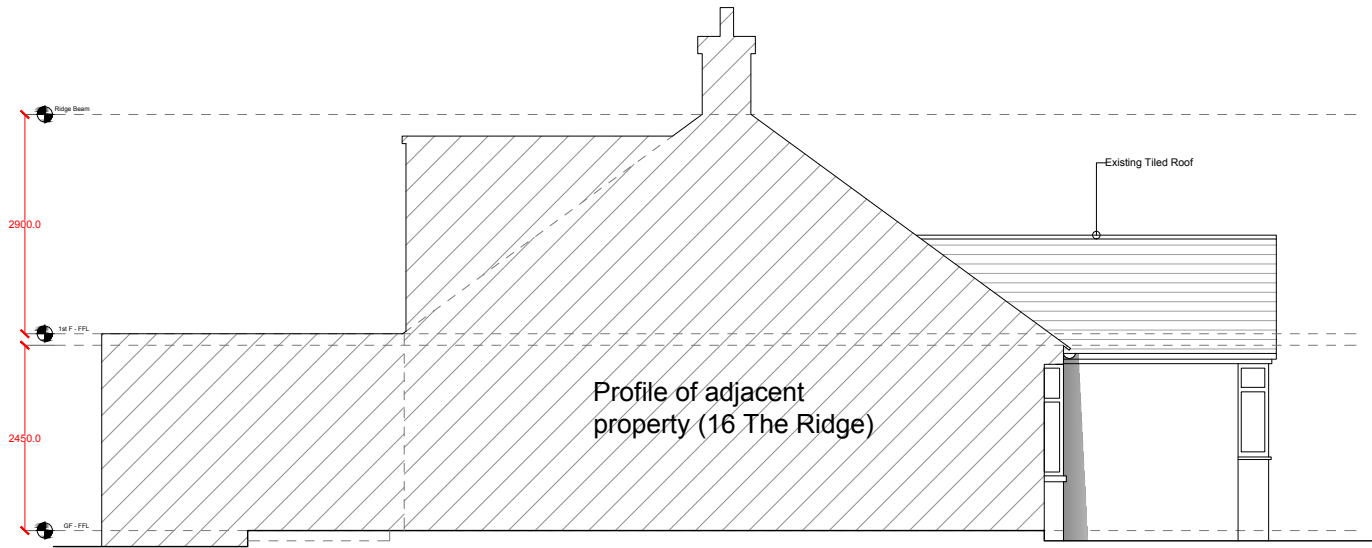 Ridge Beam
Existing Tiled Roof
2900.0
1st F - FFL
Profile of adjacent
property (16 The Ridge)
2450.0
GF - FFL